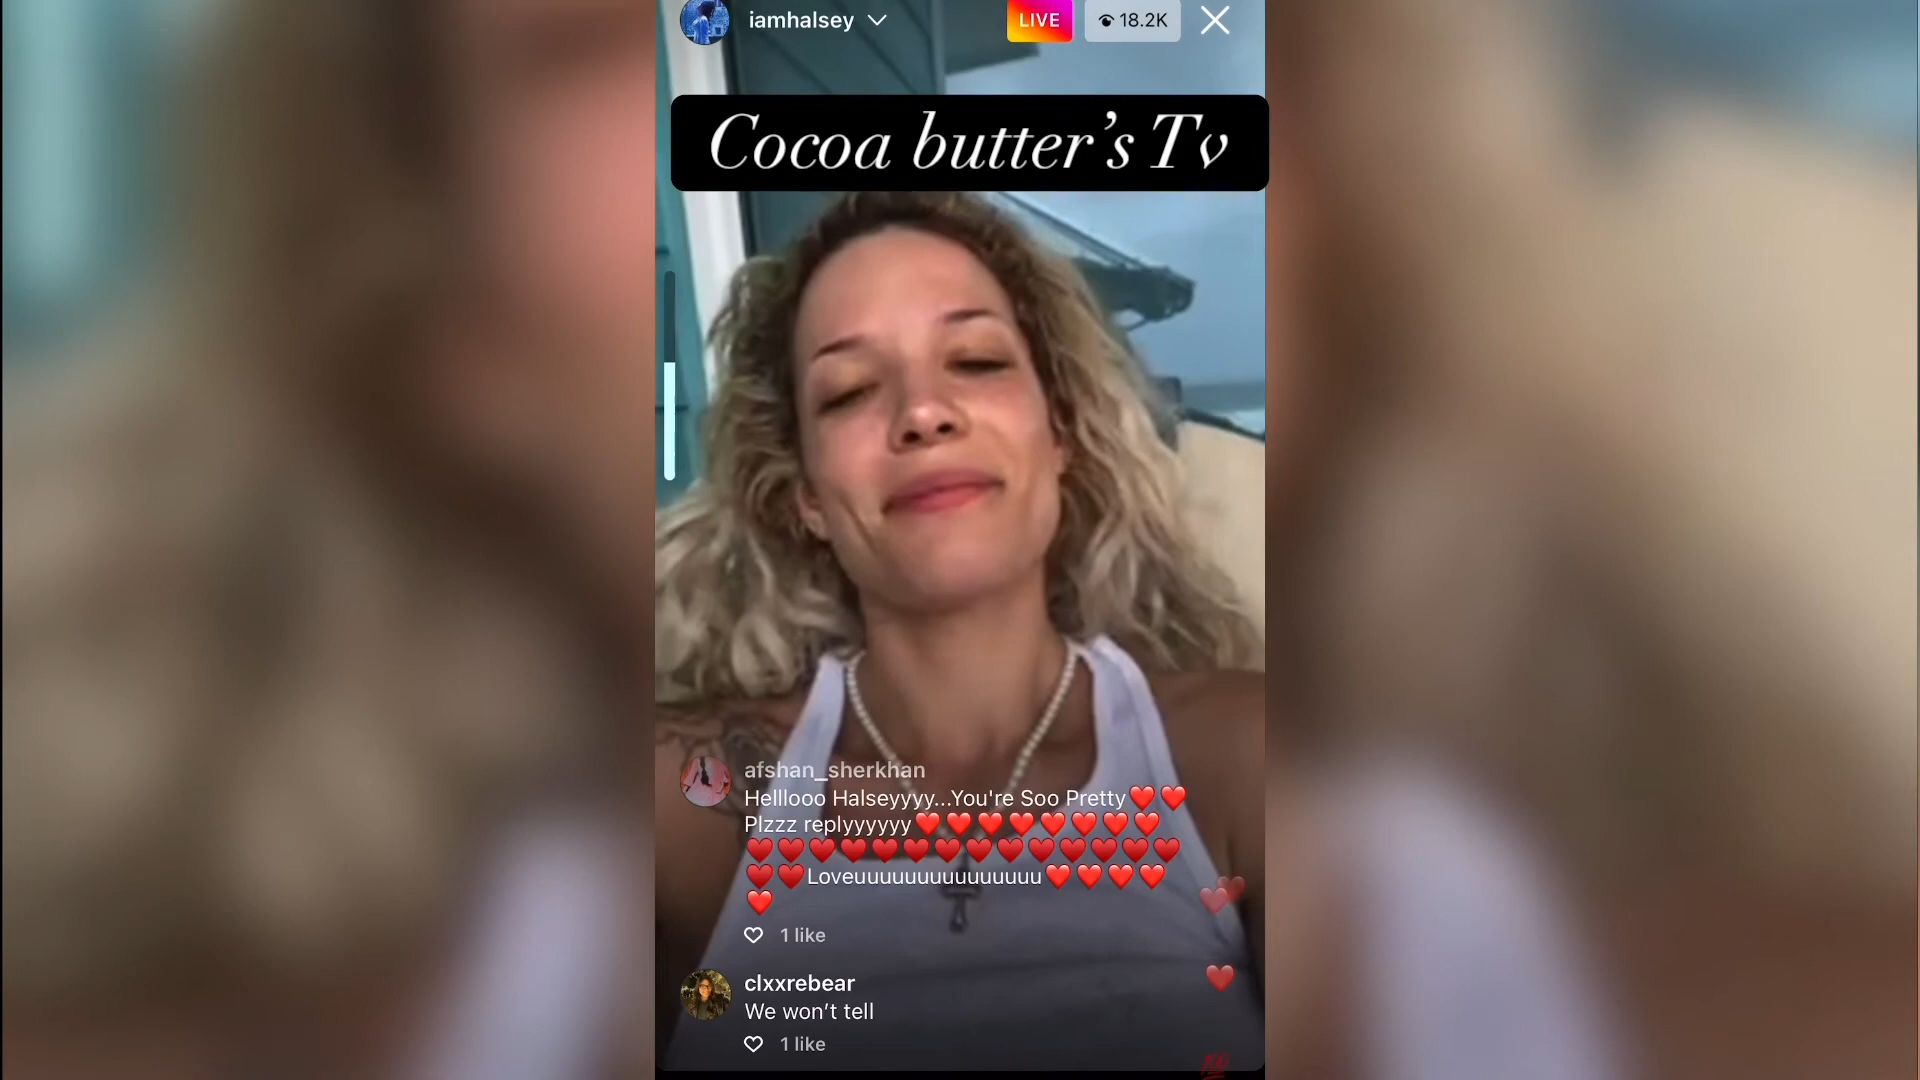 iamhalsey
LIVE
18.2K
Cocoa butter’s Tv
afshan_sherkhan
Helllooo Halseyyyy...You're Soo Pretty❤️❤️
Plzzz replyyyyyy❤️❤️❤️❤️❤️❤️❤️❤️
❤️❤️❤️❤️❤️❤️❤️❤️❤️❤️❤️❤️❤️❤️
❤️❤️Loveuuuuuuuuuuuuuuu❤️❤️❤️❤️
❤️
1 like
clxxrebear
We won’t tell
1 like